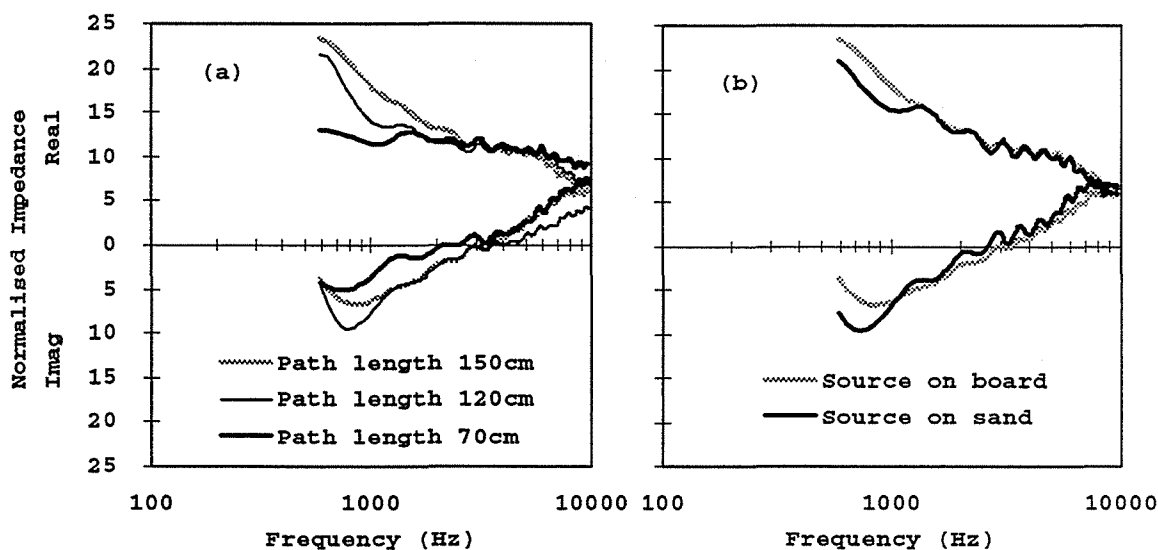 25
20
15
10
5
0
5
10
15
20
25
Normalised Impedance
Imag Real
(a)
Path length 150cm
Path length 120cm
Path length 70cm
100 1000 10000
Frequency (Hz)
(b)
Source on board
Source on sand
100 1000 10000
Frequency (Hz)